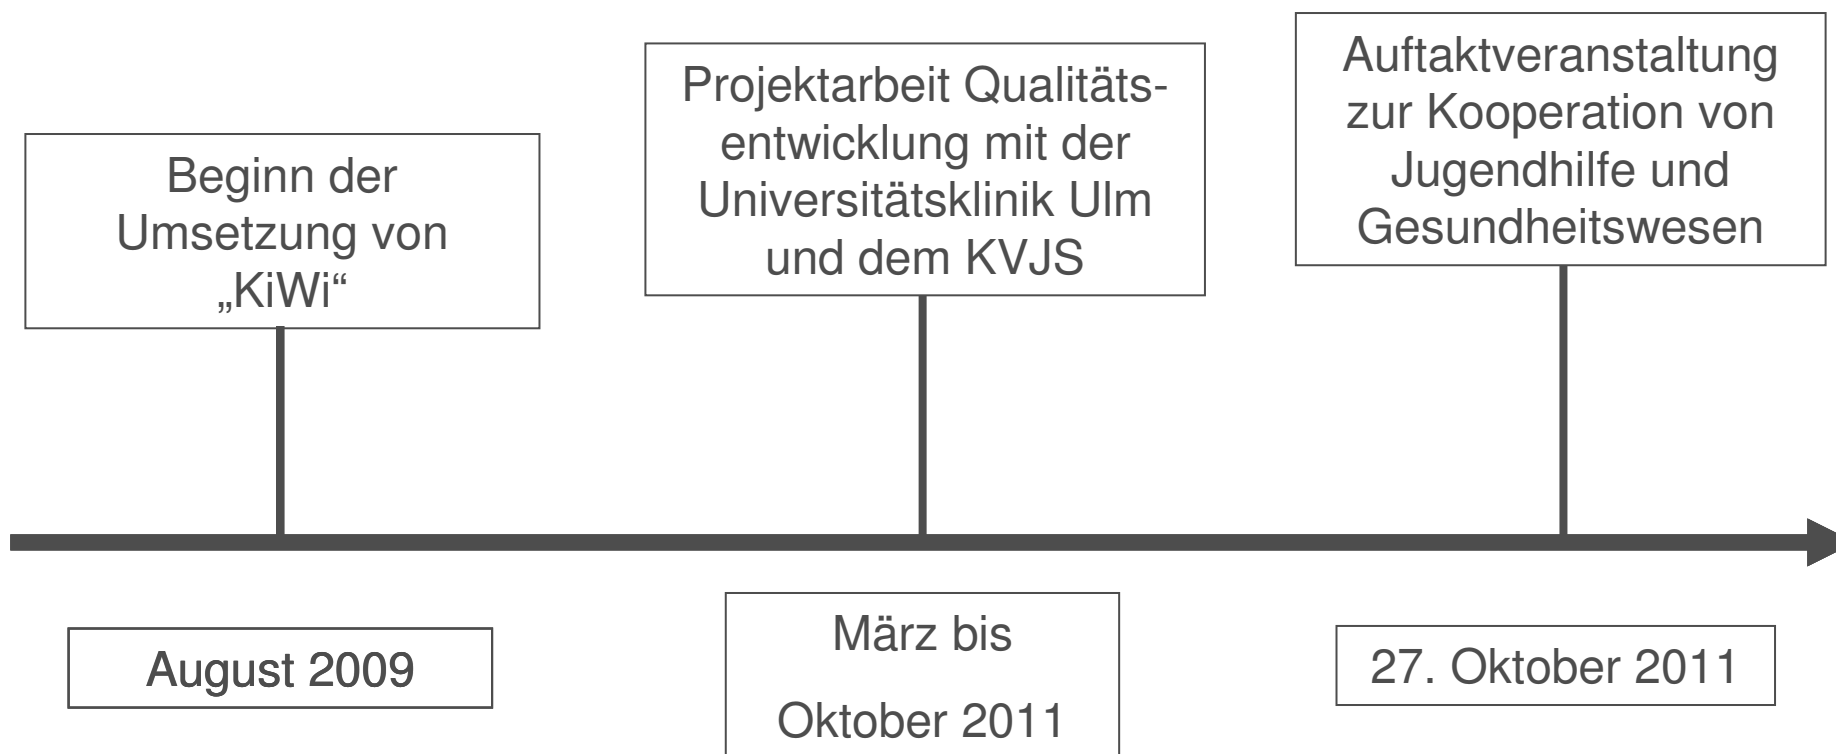 Beginn der
Umsetzung von
„KiWi“
Projektarbeit Qualitäts-
entwicklung mit der
Universitätsklinik Ulm
und dem KVJS
Auftaktveranstaltung
zur Kooperation von
Jugendhilfe und
Gesundheitswesen
August 2009
März bis
Oktober 2011
27. Oktober 2011